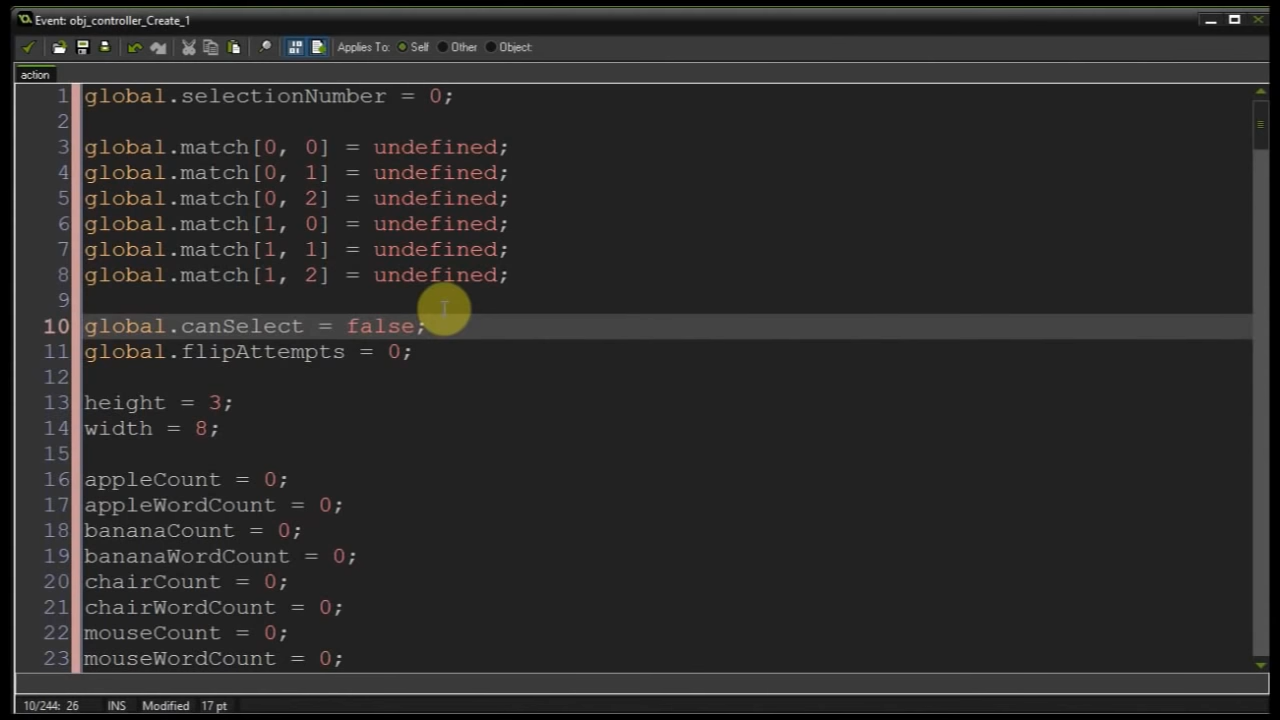 Event: obj_controller_Create_1
Applies To: Self Other Object:
action
1 global.selectionNumber = 0;
2
3 global.match[0, 0] = undefined;
4 global.match[0, 1] = undefined;
5 global.match[0, 2] = undefined;
6 global.match[1, 0] = undefined;
7 global.match[1, 1] = undefined;
8 global.match[1, 2] = undefined;
9
10 global.canSelect = false;
11 global.flipAttempts = 0;
12
13 height = 3;
14 width = 8;
15
16 appleCount = 0;
17 appleWordCount = 0;
18 bananaCount = 0;
19 bananaWordCount = 0;
20 chairCount = 0;
21 chairWordCount = 0;
22 mouseCount = 0;
23 mouseWordCount = 0;
10/244: 26 INS Modified 17 pt